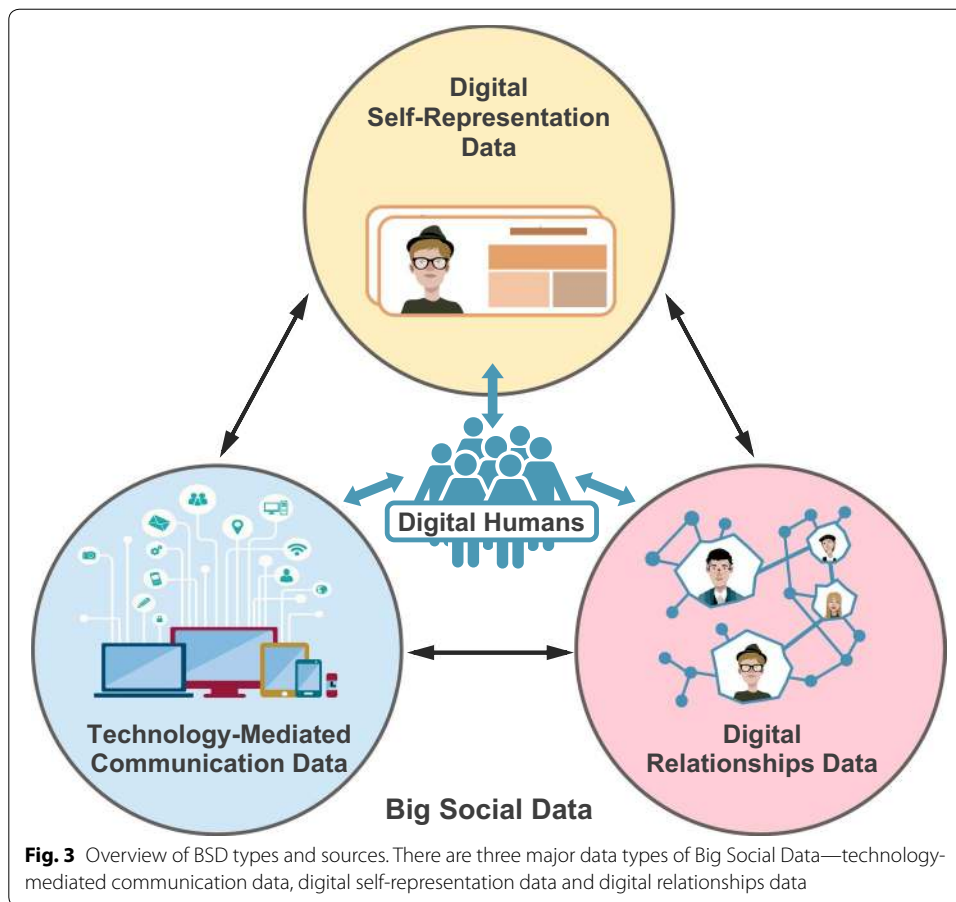 Digital
Self-Representation
Data
Digital Humans
Technology-Mediated
Communication Data
Digital
Relationships Data
Big Social Data
Fig. 3 Overview of BSD types and sources. There are three major data types of Big Social Data—technology-
mediated communication data, digital self-representation data and digital relationships data